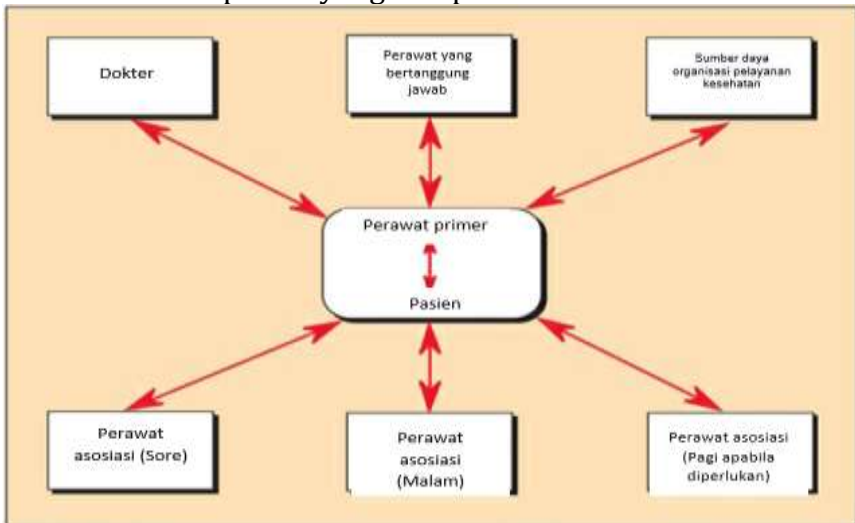 Dokter
Perawat yang
bertanggung
jawab
Sumber daya
organisasi pelayanan
kesehatan
Perawat primer
Pasien
Perawat
asosiasi (Sore)
Perawat
asosiasi
(Malam)
Perawat asosiasi
(Pagi apabila
diperlukan)